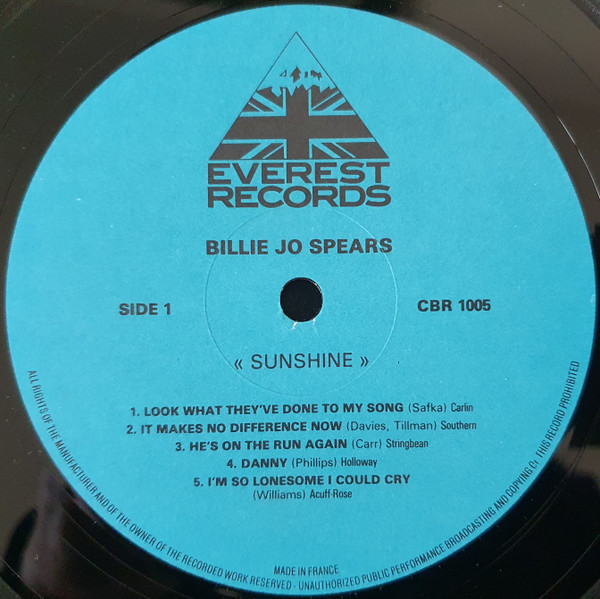 EVEREST
RECORDS
BILLIE JO SPEARS
SIDE 1
CBR 1005
« SUNSHINE »
1. LOOK WHAT THEY'VE DONE TO MY SONG (Safka) Carlin
2. IT MAKES NO DIFFERENCE NOW (Davies, Tillman) Southern
3. HE'S ON THE RUN AGAIN (Carr) Stringbean
4. DANNY (Phillips) Holloway
5. I'M SO LONESOME I COULD CRY
(Williams) Acuff-Rose
MADE IN FRANCE
ALL RIGHTS OF THE MANUFACTURER AND OF THE OWNER OF THE RECORDED WORK RESERVED - UNAUTHORIZED PUBLIC PERFORMANCE BROADCASTING AND COPYING OF THIS RECORD PROHIBITED